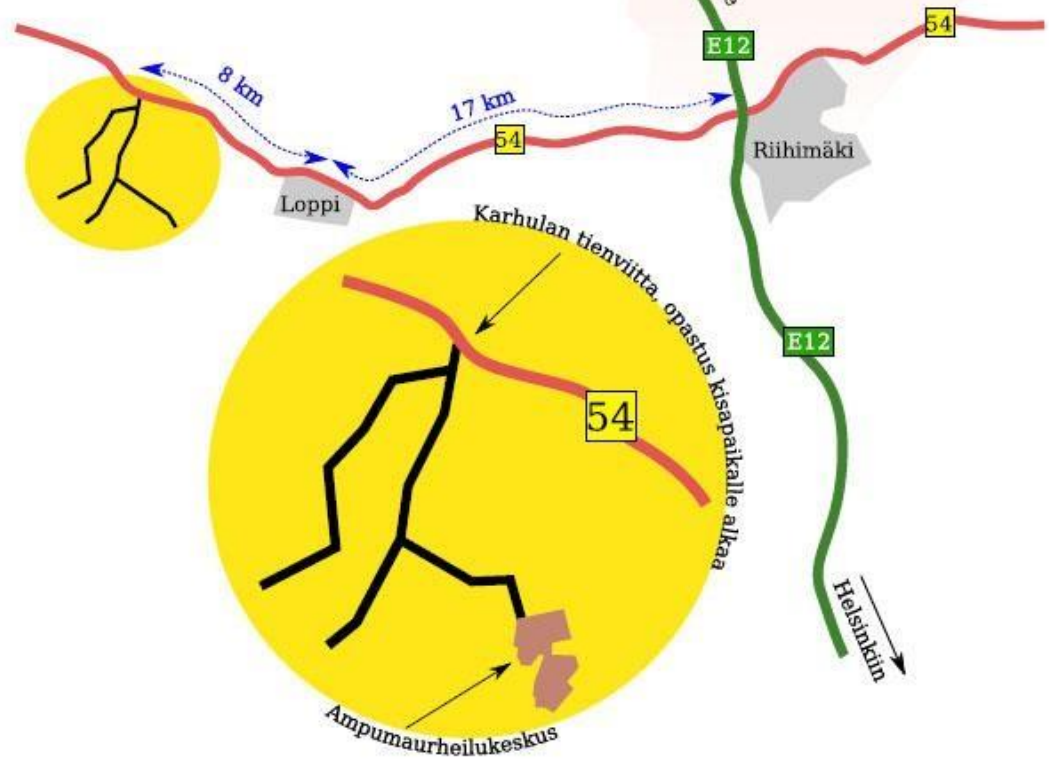 54
E12
8 km
17 km
54
Riihimäki
Loppi
Karhulan tienviitta, opastus kisapaikalle alkaa
E12
54
Helsinkiin
Ampumaurheilukeskus